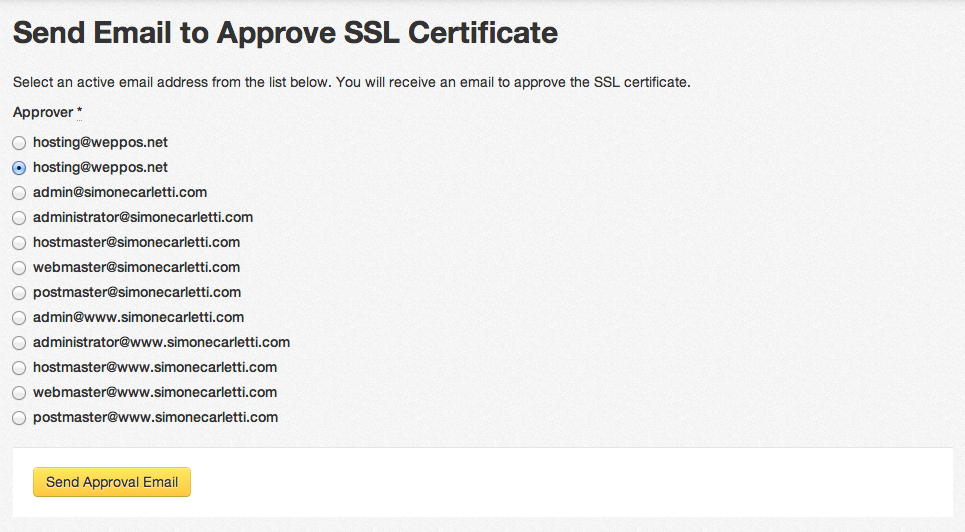 Send Email to Approve SSL Certificate
Select an active email address from the list below. You will receive an email to approve the SSL certificate.
Approver *
hosting@weppos.net
hosting@weppos.net
admin@simonecarletti.com
administrator@simonecarletti.com
hostmaster@simonecarletti.com
webmaster@simonecarletti.com
postmaster@simonecarletti.com
admin@www.simonecarletti.com
administrator@www.simonecarletti.com
hostmaster@www.simonecarletti.com
webmaster@www.simonecarletti.com
postmaster@www.simonecarletti.com
Send Approval Email